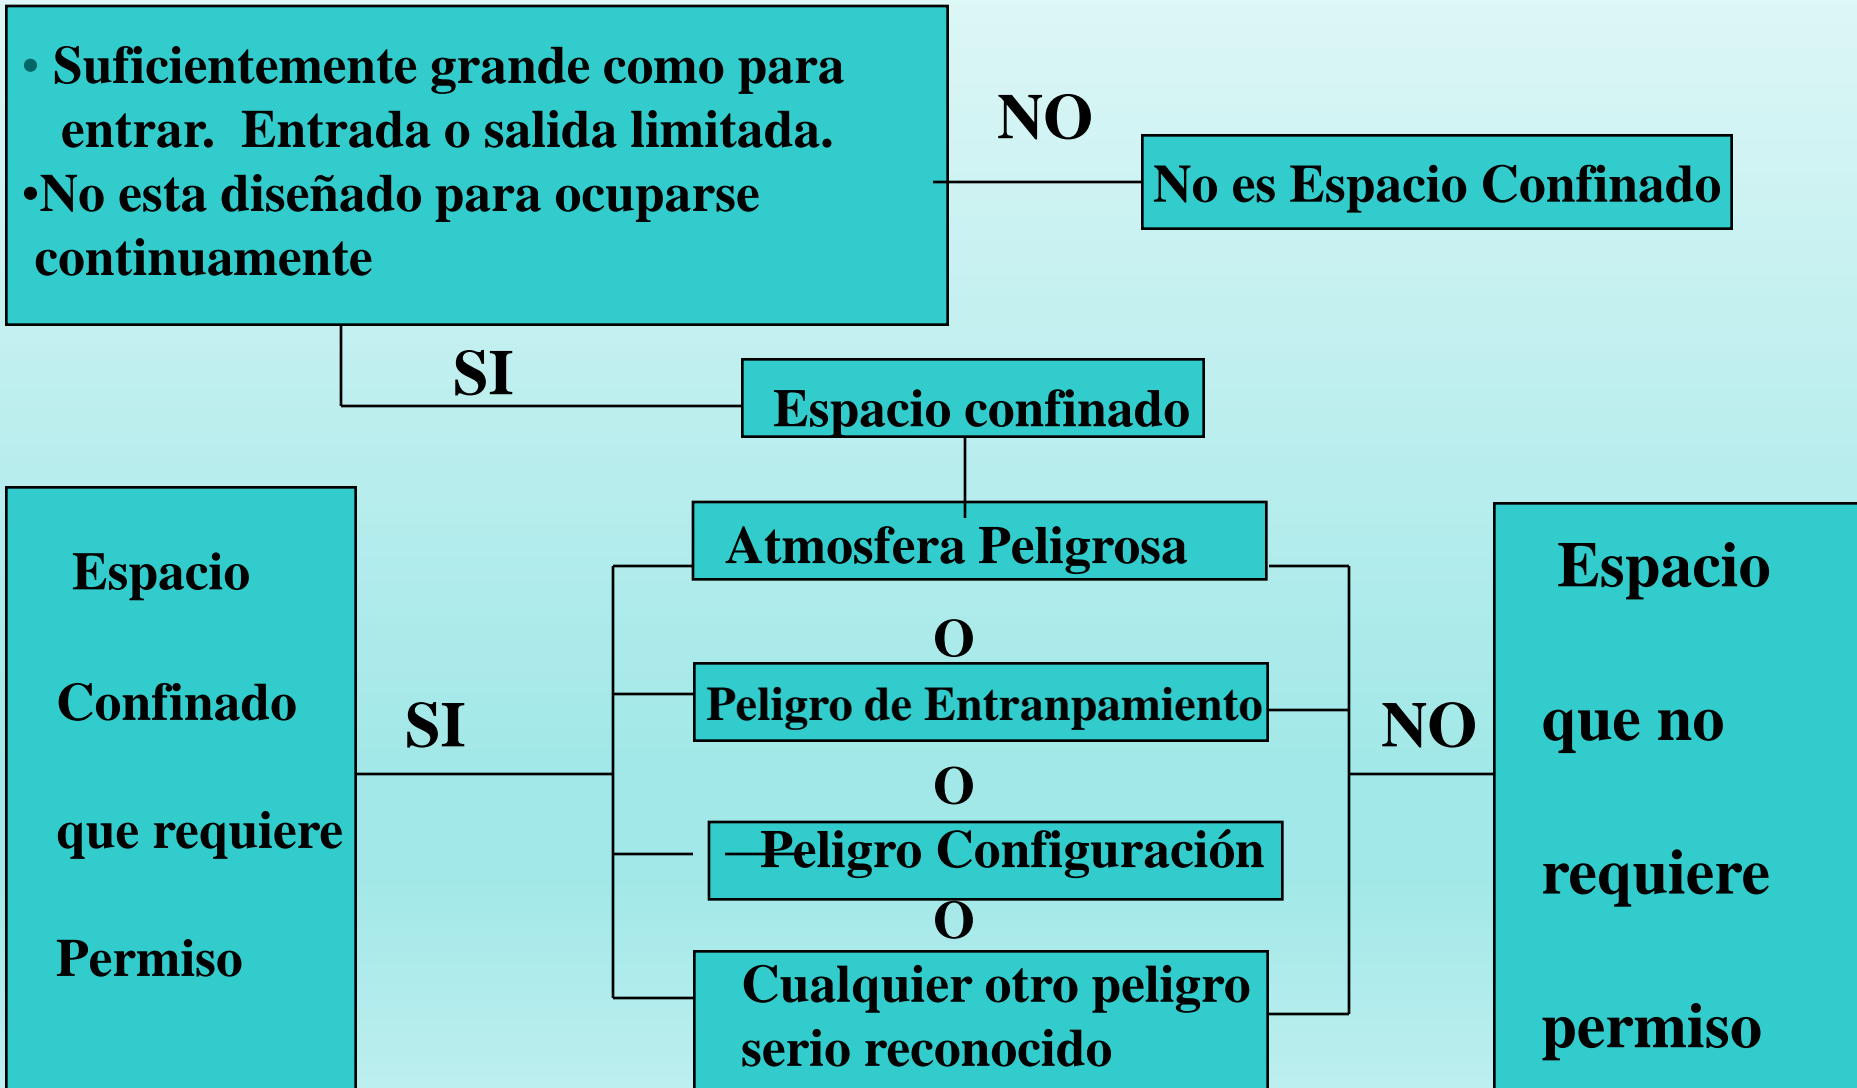 • Suficientemente grande como para
entrar. Entrada o salida limitada.
•No esta diseñado para ocuparse
continuamente
NO
No es Espacio Confinado
SI
Espacio confinado
Espacio
Confinado
que requiere
Permiso
SI
Atmosfera Peligrosa
O
Peligro de Entranpamiento
O
Peligro Configuración
O
Cualquier otro peligro
serio reconocido
NO
Espacio
que no
requiere
permiso